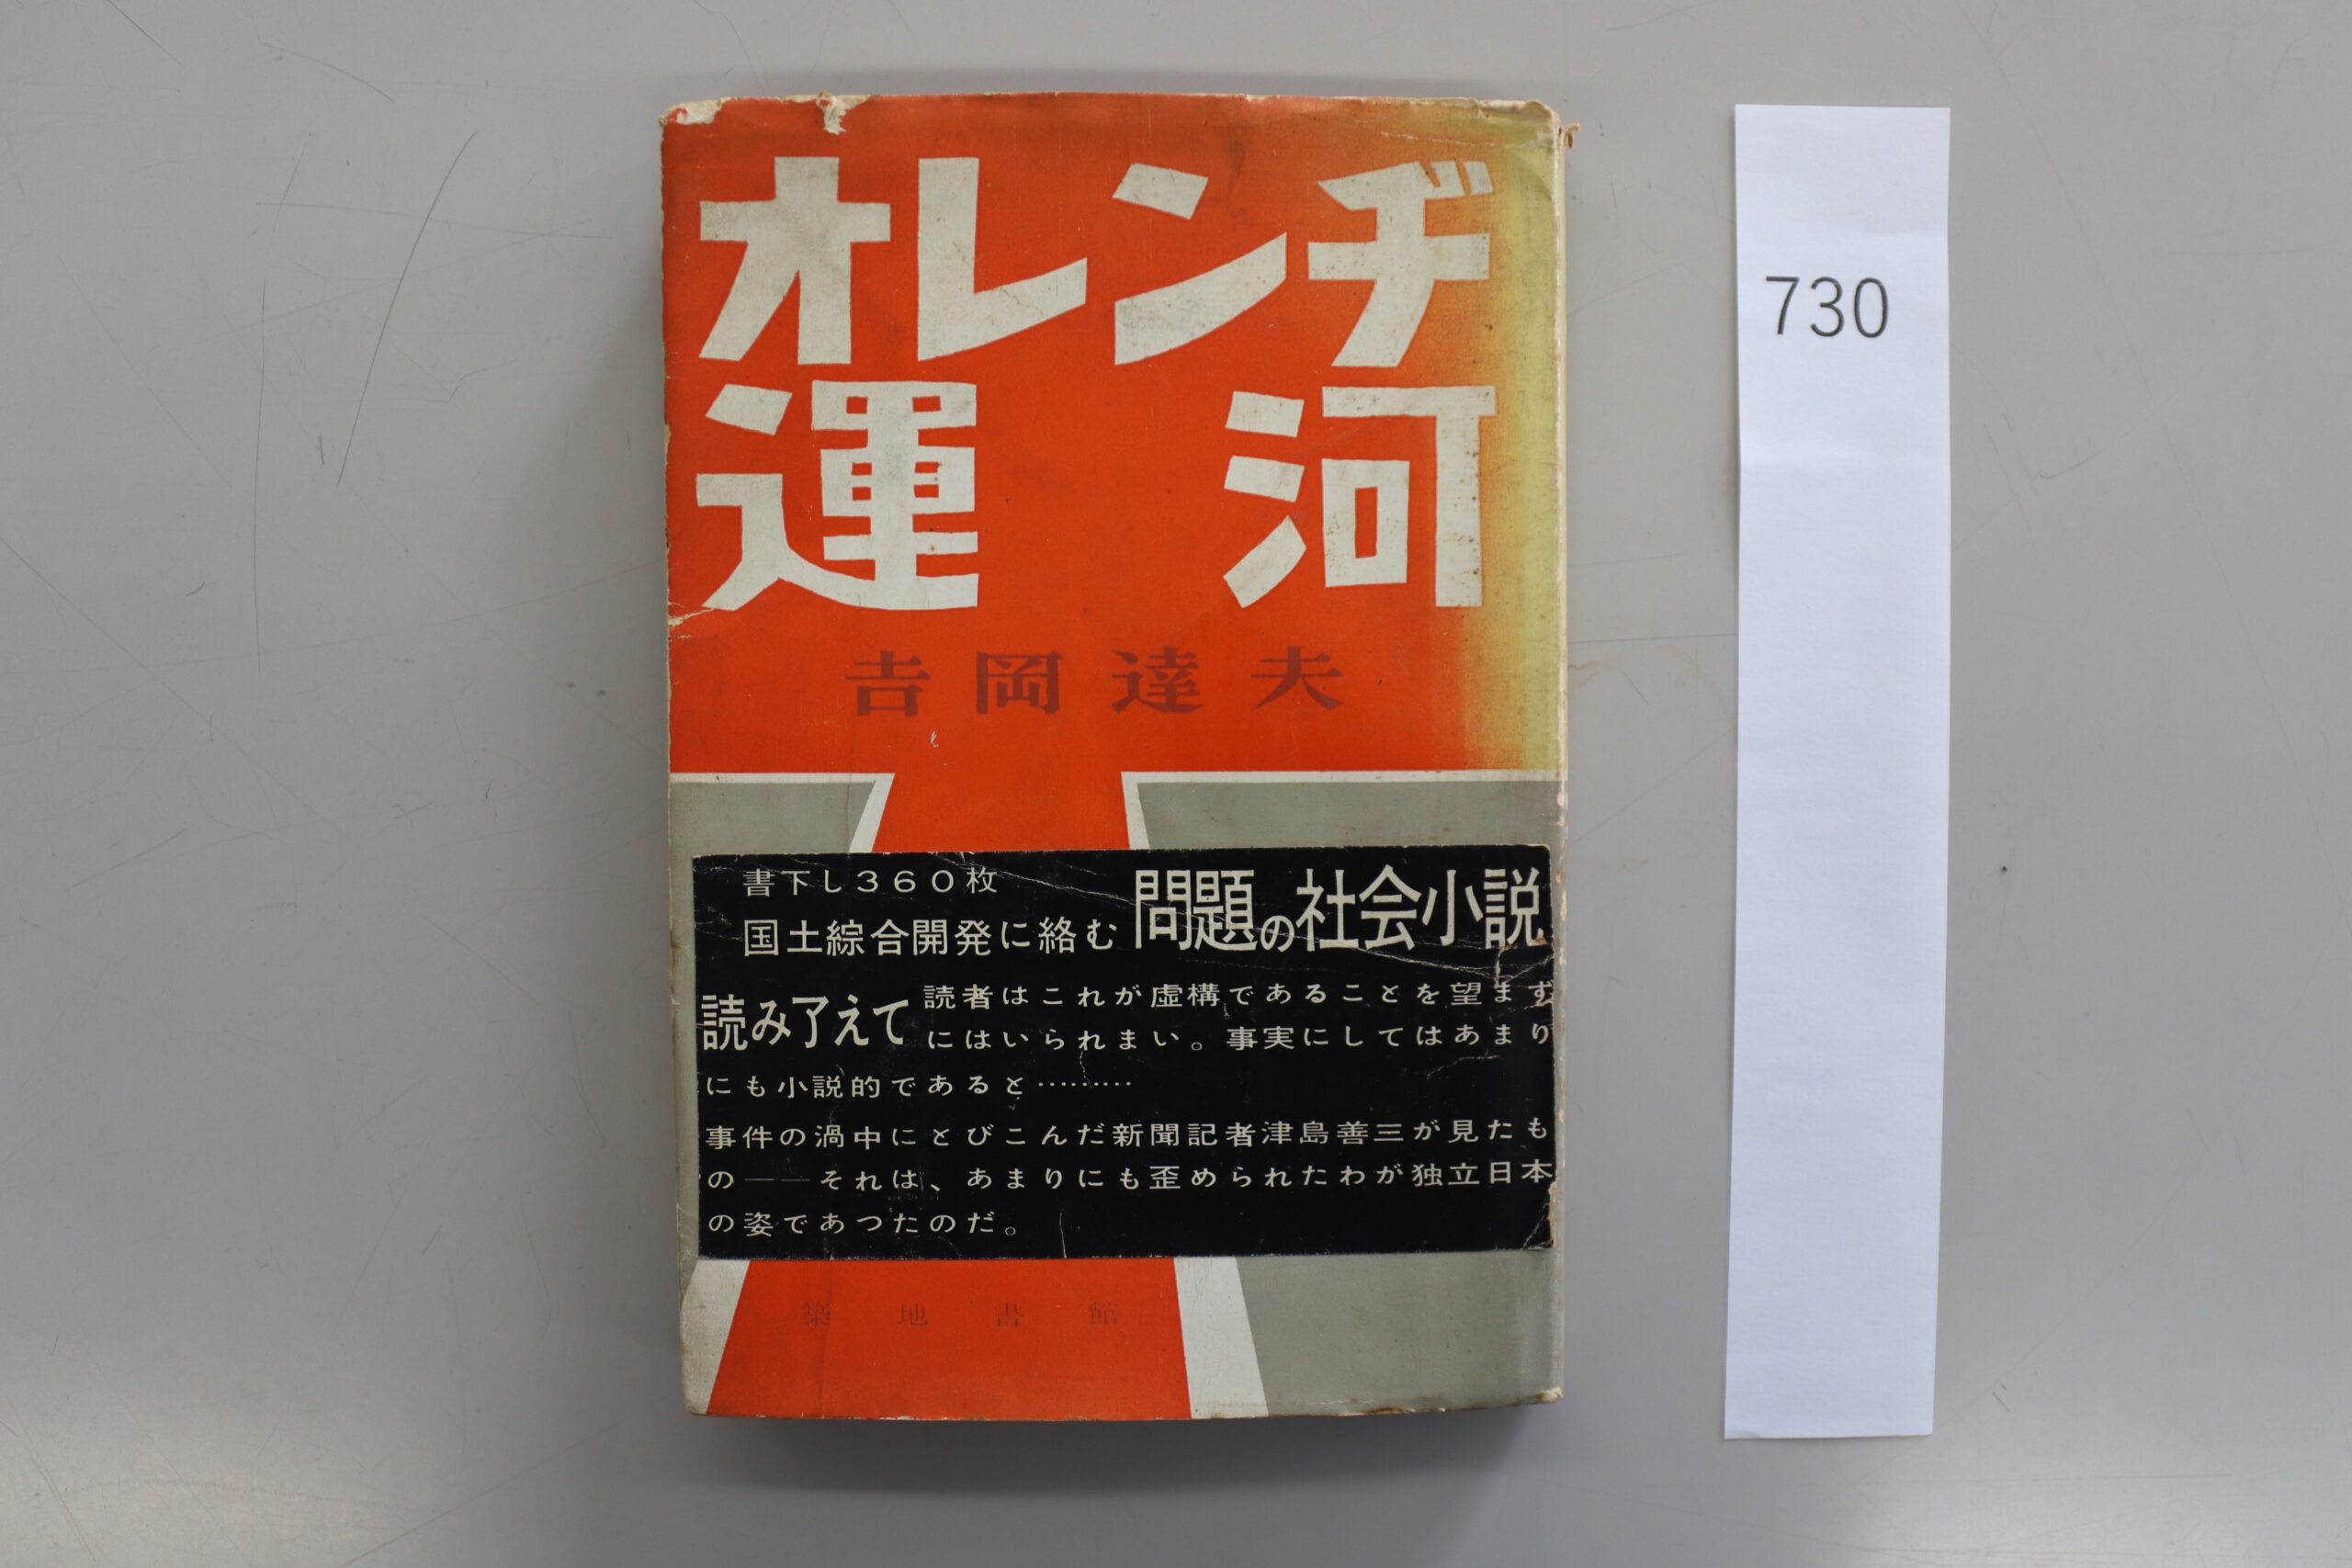 オレンヂ
運河
吉岡達夫
書下し360枚
国土綜合開発に絡む問題の社会小説
読み了えて
読者はこれが虚構であることを望まず
にはいられまい。事実にしてはあまり
にも小説的であると………
事件の渦中にとびこんだ新聞記者津島善三が見たも
の——それは、あまりにも歪められたわが独立日本
の姿であつたのだ。
築地書館
730